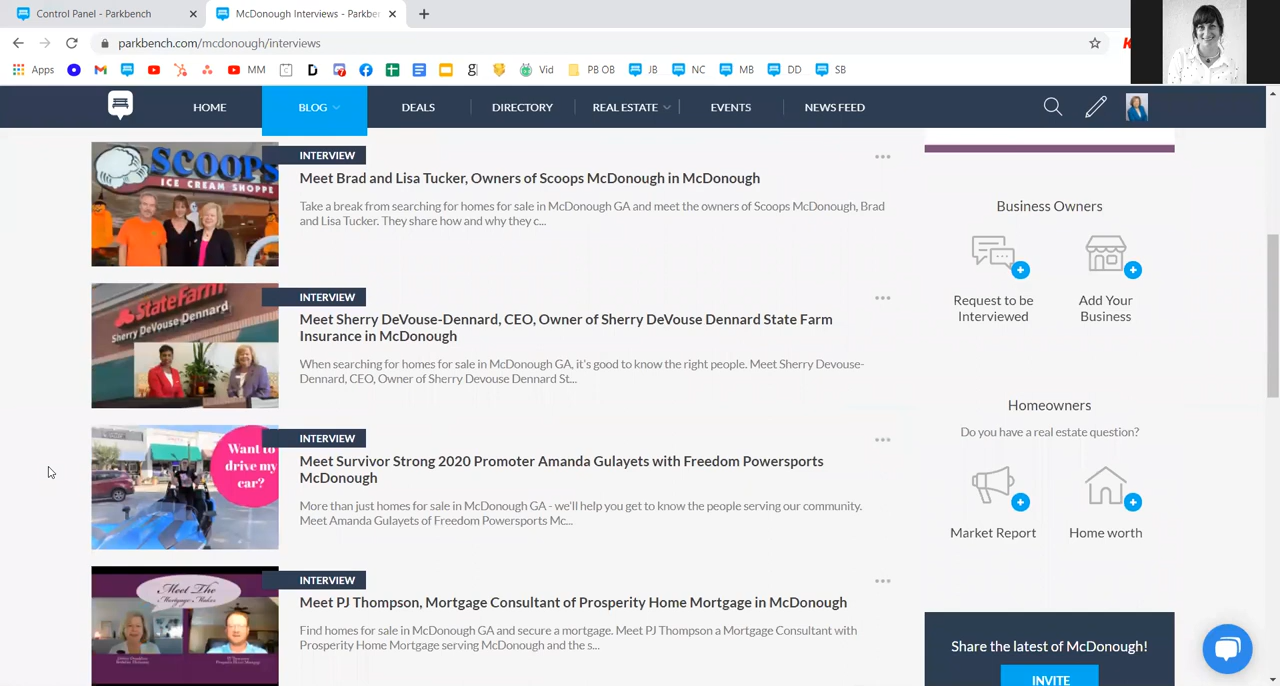 Control Panel - Parkbench
McDonough Interviews - Parkben
parkbench.com/mcdonough/interviews
Apps
MM
Vid
PB OB
JB
NC
MB
DD
SB
HOME
BLOG
DEALS
DIRECTORY
REAL ESTATE
EVENTS
NEWS FEED
SCOOPS
ICE CREAM SHOPPE
INTERVIEW
Meet Brad and Lisa Tucker, Owners of Scoops McDonough in McDonough
Take a break from searching for homes for sale in McDonough GA and meet the owners of Scoops McDonough, Brad
and Lisa Tucker. They share how and why they c...
State Farm
Sherry DeVouse-Dennard
INTERVIEW
Meet Sherry DeVouse-Dennard, CEO, Owner of Sherry DeVouse Dennard State Farm
Insurance in McDonough
When searching for homes for sale in McDonough GA, it's good to know the right people. Meet Sherry Devouse-
Dennard, CEO, Owner of Sherry Devouse Dennard St...
Want to
drive my
car?
INTERVIEW
Meet Survivor Strong 2020 Promoter Amanda Gulayets with Freedom Powersports
McDonough
More than just homes for sale in McDonough GA - we'll help you get to know the people serving our community.
Meet Amanda Gulayets of Freedom Powersports Mc...
Meet The
Mortgage Maker
INTERVIEW
Meet PJ Thompson, Mortgage Consultant of Prosperity Home Mortgage in McDonough
Find homes for sale in McDonough GA and secure a mortgage. Meet PJ Thompson a Mortgage Consultant with
Prosperity Home Mortgage serving McDonough and the s...
Business Owners
Request to be
Interviewed
Add Your
Business
Homeowners
Do you have a real estate question?
Market Report
Home worth
Share the latest of McDonough!
INVITE